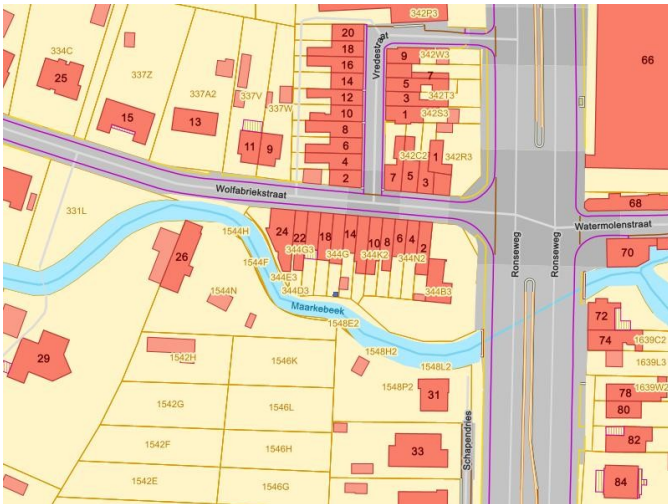 342P3
20
334C
18
9
342W3
66
337Z
16
Vredestraat
7
25
14
5
337A2
337V
12
3
342T3
337W
10
1
342S3
15
13
8
11
9
6
342C2
1
342R3
4
2
7
5
3
Wolfabriekstraat
68
331L
Watermolenstraat
1544H
24
22
18
14
10
8
6
4
2
Ronseweg
Ronseweg
344G3
344G
344K2
344N2
70
26
1544F
344E3
344D3
344B3
1544N
Maarkebeek
1548E2
72
74
1639C2
29
1542H
1546K
1548H2
1548L2
1639L3
1548P2
31
78
1639W2
1542G
1546L
80
1542F
1546H
33
82
Schapendries
1542E
1546G
84